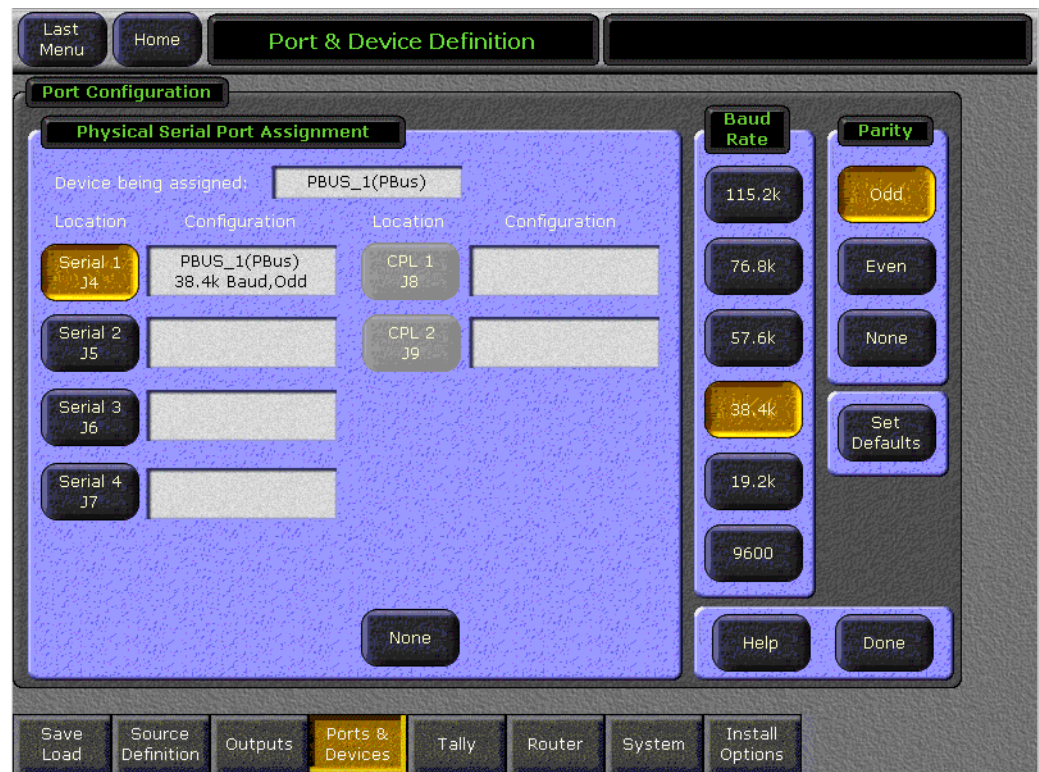 Last
Menu
Home
Port & Device Definition
Port Configuration
Physical Serial Port Assignment
Device being assigned:
PBUS_1(PBus)
Location
Configuration
Location
Configuration
Serial 1
J4
PBUS_1(PBus)
38.4k Baud,Odd
CPL 1
J8
Serial 2
J5
CPL 2
J9
Serial 3
J6
Serial 4
J7
None
Baud
Rate
115.2k
76.8k
57.6k
38.4k
19.2k
9600
Parity
Odd
Even
None
Set
Defaults
Help
Done
Save
Load
Source
Definition
Outputs
Ports &
Devices
Tally
Router
System
Install
Options